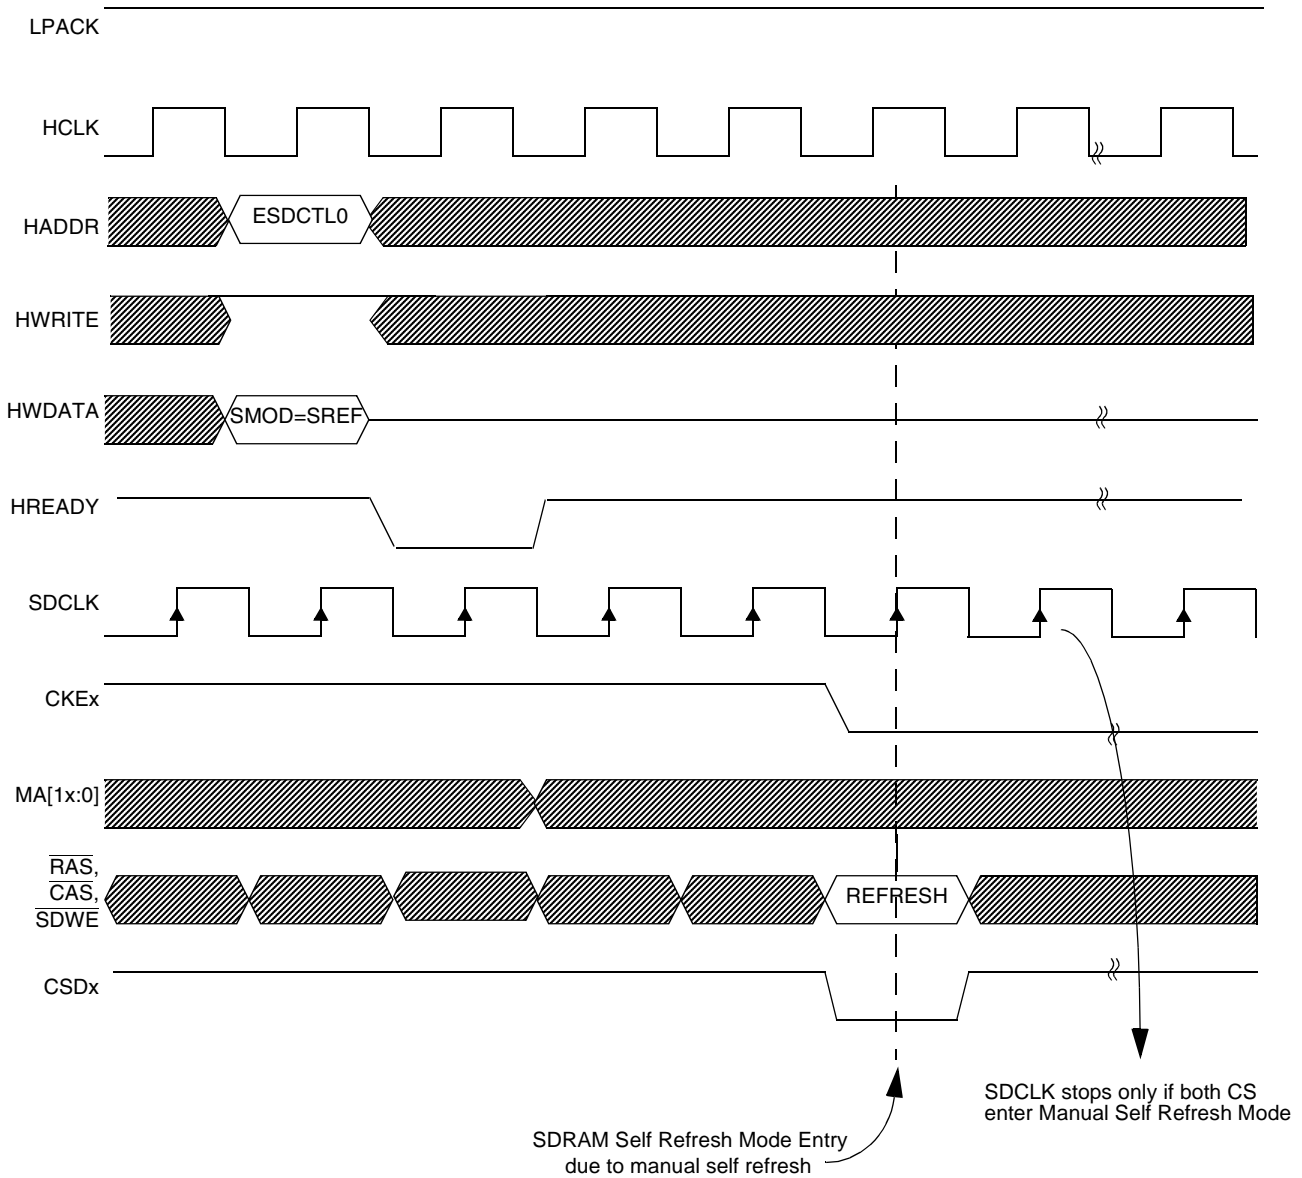 LPACK
HCLK
HADDR
ESDCTL0
HWRITE
HWDATA
SMOD=SREF
HREADY
SDCLK
CKEx
MA[1x:0]
RAS,
CAS,
SDWE
REFRESH
CSDx
SDCLK stops only if both CS
enter Manual Self Refresh Mode
SDRAM Self Refresh Mode Entry
due to manual self refresh